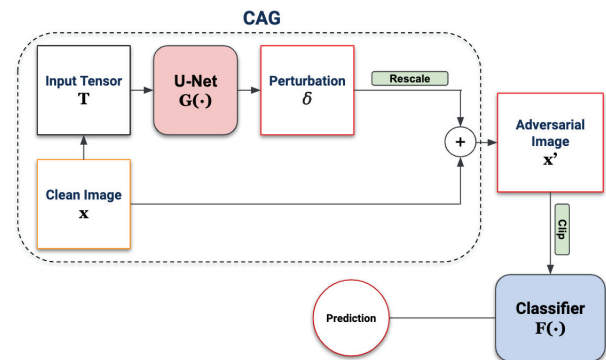 CAG
Input Tensor
T
U-Net
G(·)
Perturbation
δ
Rescale
Clean Image
x
+
Adversarial
Image
x'
Clip
Classifier
F(·)
Prediction